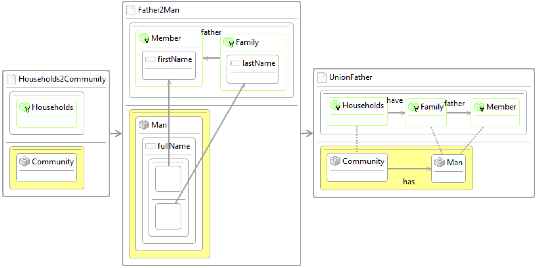 Households2Community
Households
Community
Father2Man
Member
father
Family
firstName
lastName
Man
fullName
UnionFather
Households
have
Family
father
Member
Community
has
Man